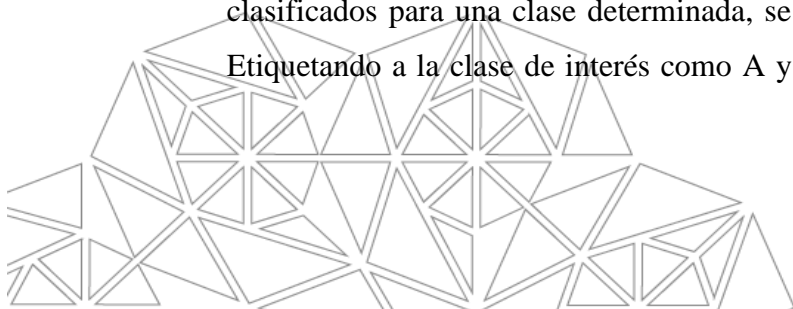 clasificados para una clase determinada, se
Etiquetando a la clase de interés como A y